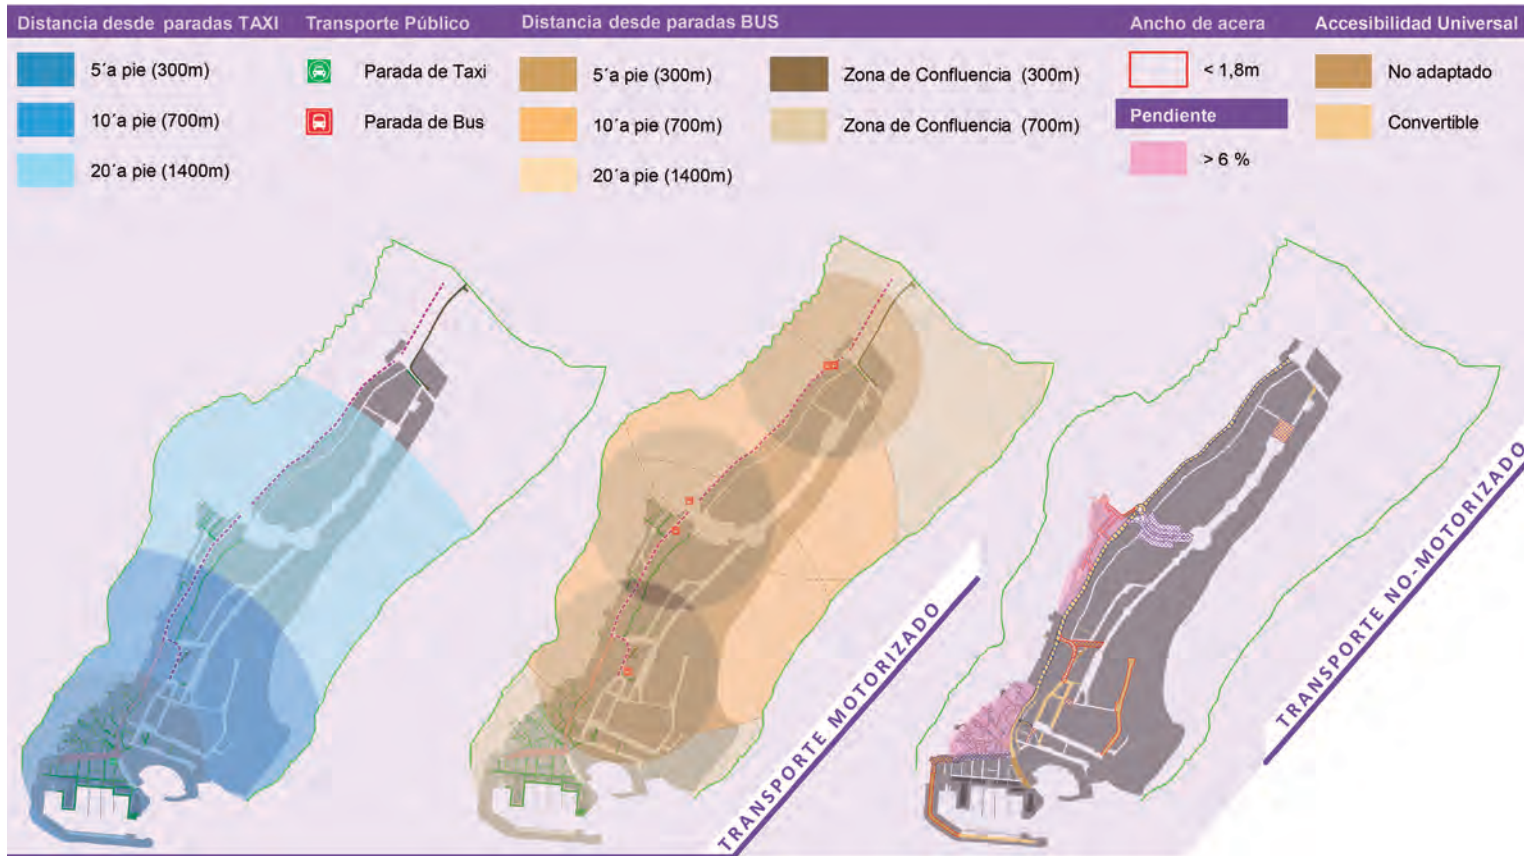 Distancia desde paradas TAXI
5´a pie (300m)
10´a pie (700m)
20´a pie (1400m)
Transporte Público
Parada de Taxi
Parada de Bus
Distancia desde paradas BUS
5´a pie (300m)
10´a pie (700m)
20´a pie (1400m)
Zona de Confluencia (300m)
Zona de Confluencia (700m)
Ancho de acera
< 1,8m
Pendiente
> 6 %
Accesibilidad Universal
No adaptado
Convertible
TRANSPORTE MOTORIZADO
TRANSPORTE NO-MOTORIZADO